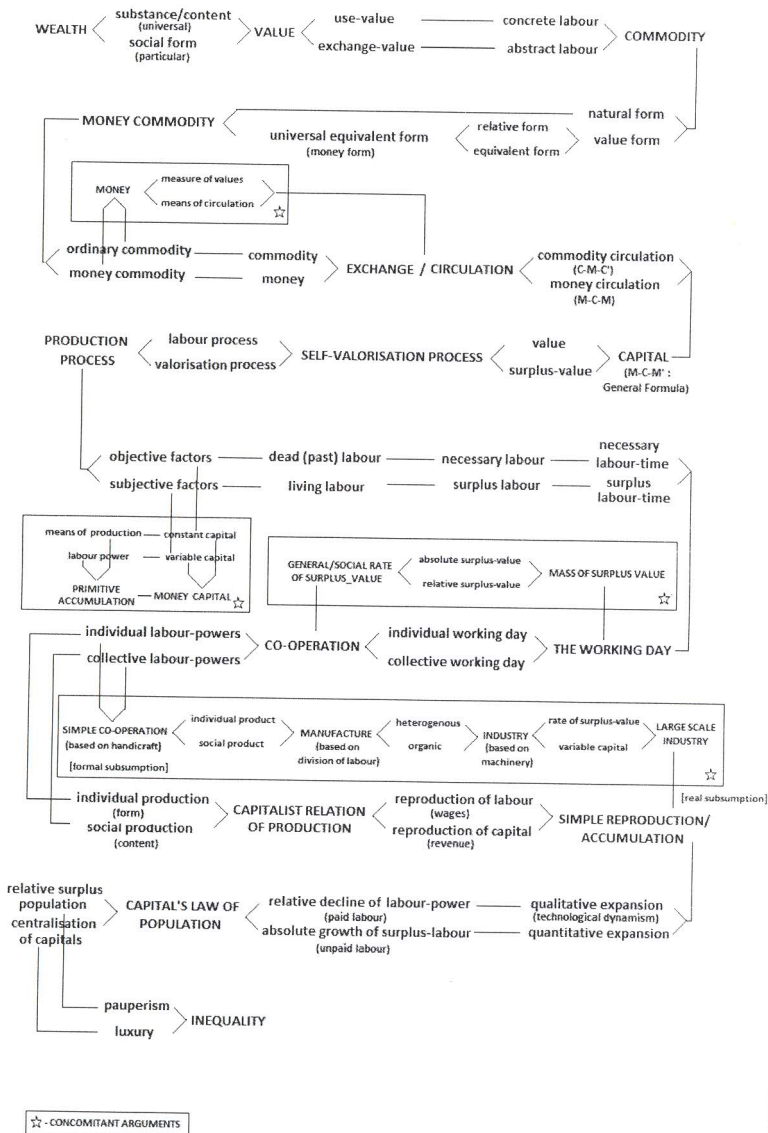 WEALTH
substance/content
(universal)
social form
(particular)
VALUE
use-value
concrete labour
exchange-value
abstract labour
COMMODITY
MONEY COMMODITY
natural form
universal equivalent form
(money form)
relative form
equivalent form
value form
MONEY
measure of values
means of circulation
☆
ordinary commodity
commodity
money commodity
money
EXCHANGE / CIRCULATION
commodity circulation
(C-M-C')
money circulation
(M-C-M)
PRODUCTION
PROCESS
labour process
valorisation process
SELF-VALORISATION PROCESS
value
surplus-value
CAPITAL
(M-C-M' :
General Formula)
objective factors
dead (past) labour
necessary labour
necessary
labour-time
subjective factors
living labour
surplus labour
surplus
labour-time
means of production
constant capital
labour power
variable capital
PRIMITIVE
ACCUMULATION
MONEY CAPITAL
☆
GENERAL/SOCIAL RATE
OF SURPLUS_VALUE
absolute surplus-value
relative surplus-value
MASS OF SURPLUS VALUE
☆
individual labour-powers
collective labour-powers
CO-OPERATION
individual working day
collective working day
THE WORKING DAY
SIMPLE CO-OPERATION
(based on handicraft)
[formal subsumption]
individual product
social product
MANUFACTURE
(based on
division of labour)
heterogenous
organic
INDUSTRY
(based on
machinery)
rate of surplus-value
variable capital
LARGE SCALE
INDUSTRY
☆
[real subsumption]
individual production
(form)
social production
(content)
CAPITALIST RELATION
OF PRODUCTION
reproduction of labour
(wages)
reproduction of capital
(revenue)
SIMPLE REPRODUCTION/
ACCUMULATION
relative surplus
population
centralisation
of capitals
CAPITAL'S LAW OF
POPULATION
relative decline of labour-power
(paid labour)
absolute growth of surplus-labour
(unpaid labour)
qualitative expansion
(technological dynamism)
quantitative expansion
pauperism
luxury
INEQUALITY
☆ - CONCOMITANT ARGUMENTS